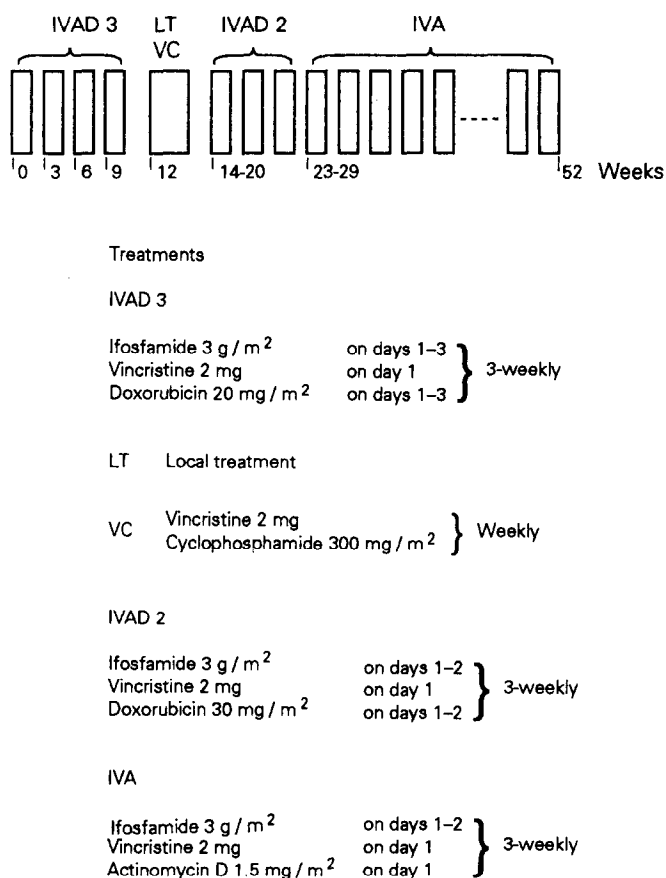 IVAD 3 LT IVAD 2 IVA
VC
0 3 6 9 12 14-20 23-29 52 Weeks
Treatments
IVAD 3
Ifosfamide 3 g / m² on days 1–3
Vincristine 2 mg on day 1 3-weekly
Doxorubicin 20 mg / m² on days 1–3
LT Local treatment
VC Vincristine 2 mg
Cyclophosphamide 300 mg / m² Weekly
IVAD 2
Ifosfamide 3 g / m² on days 1–2
Vincristine 2 mg on day 1 3-weekly
Doxorubicin 30 mg / m² on days 1–2
IVA
Ifosfamide 3 g / m² on days 1–2
Vincristine 2 mg on day 1 3-weekly
Actinomycin D 1.5 mg / m² on day 1